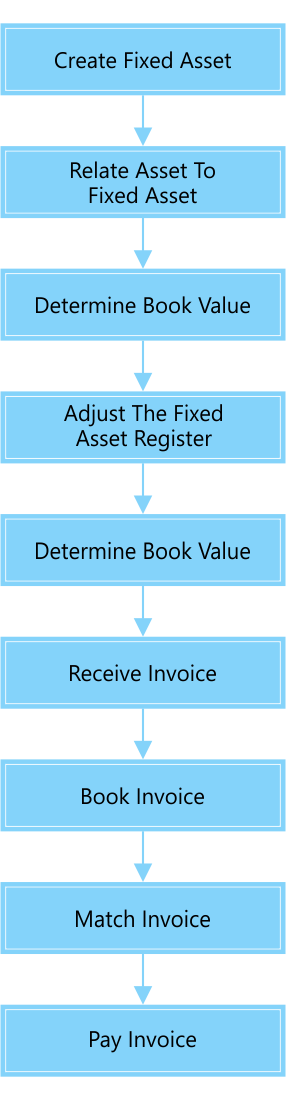 Create Fixed Asset
Relate Asset To
Fixed Asset
Determine Book Value
Adjust The Fixed
Asset Register
Determine Book Value
Receive Invoice
Book Invoice
Match Invoice
Pay Invoice